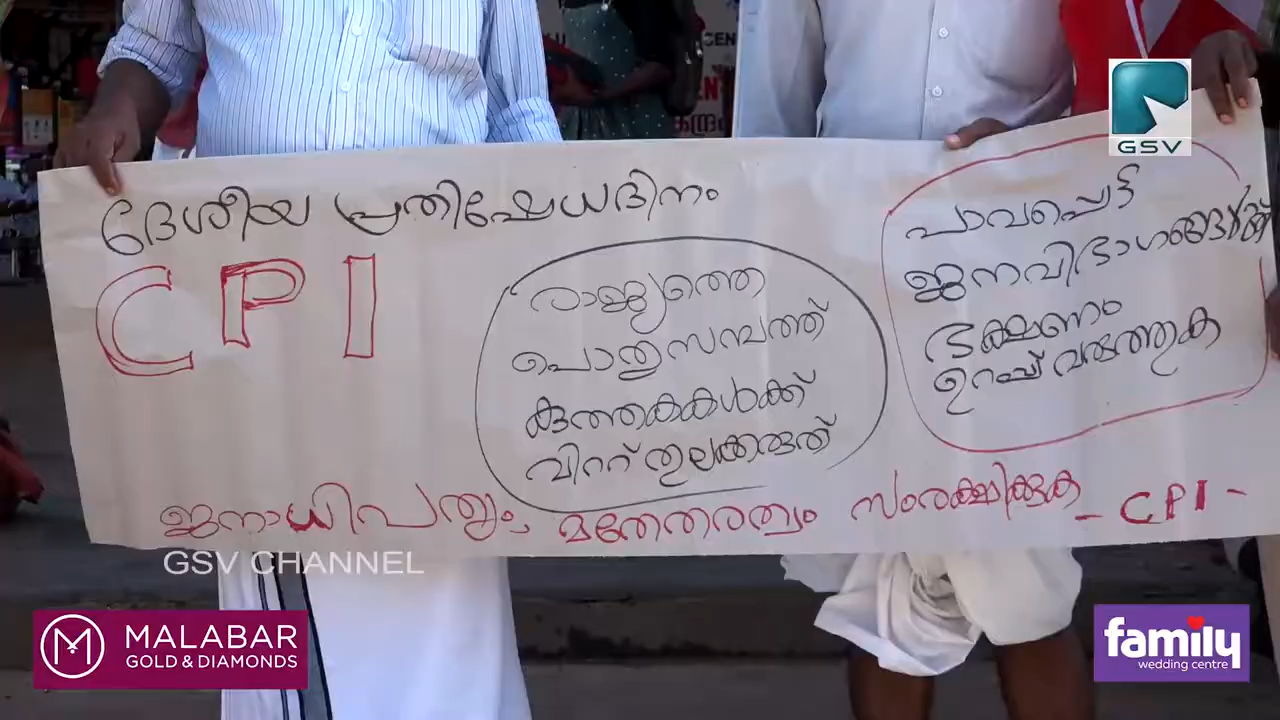 ദേശീയ പ്രതിഷേധദിനം
CPI
രാജ്യത്തെ
പൊതുസമ്പത്ത്
കുത്തകകൾക്ക്
വിററ് തുലക്കരുത്
പാവപ്പെട്ട
ജനവിഭാഗങ്ങൾക്ക്
ഭക്ഷണം
ഉറപ്പ് വരുത്തുക
ജനാധിപത്യം, മതേതരത്വം സംരക്ഷിക്കുക - CPI -
GSV
GSV CHANNEL
MALABAR
GOLD & DIAMONDS
family
wedding centre